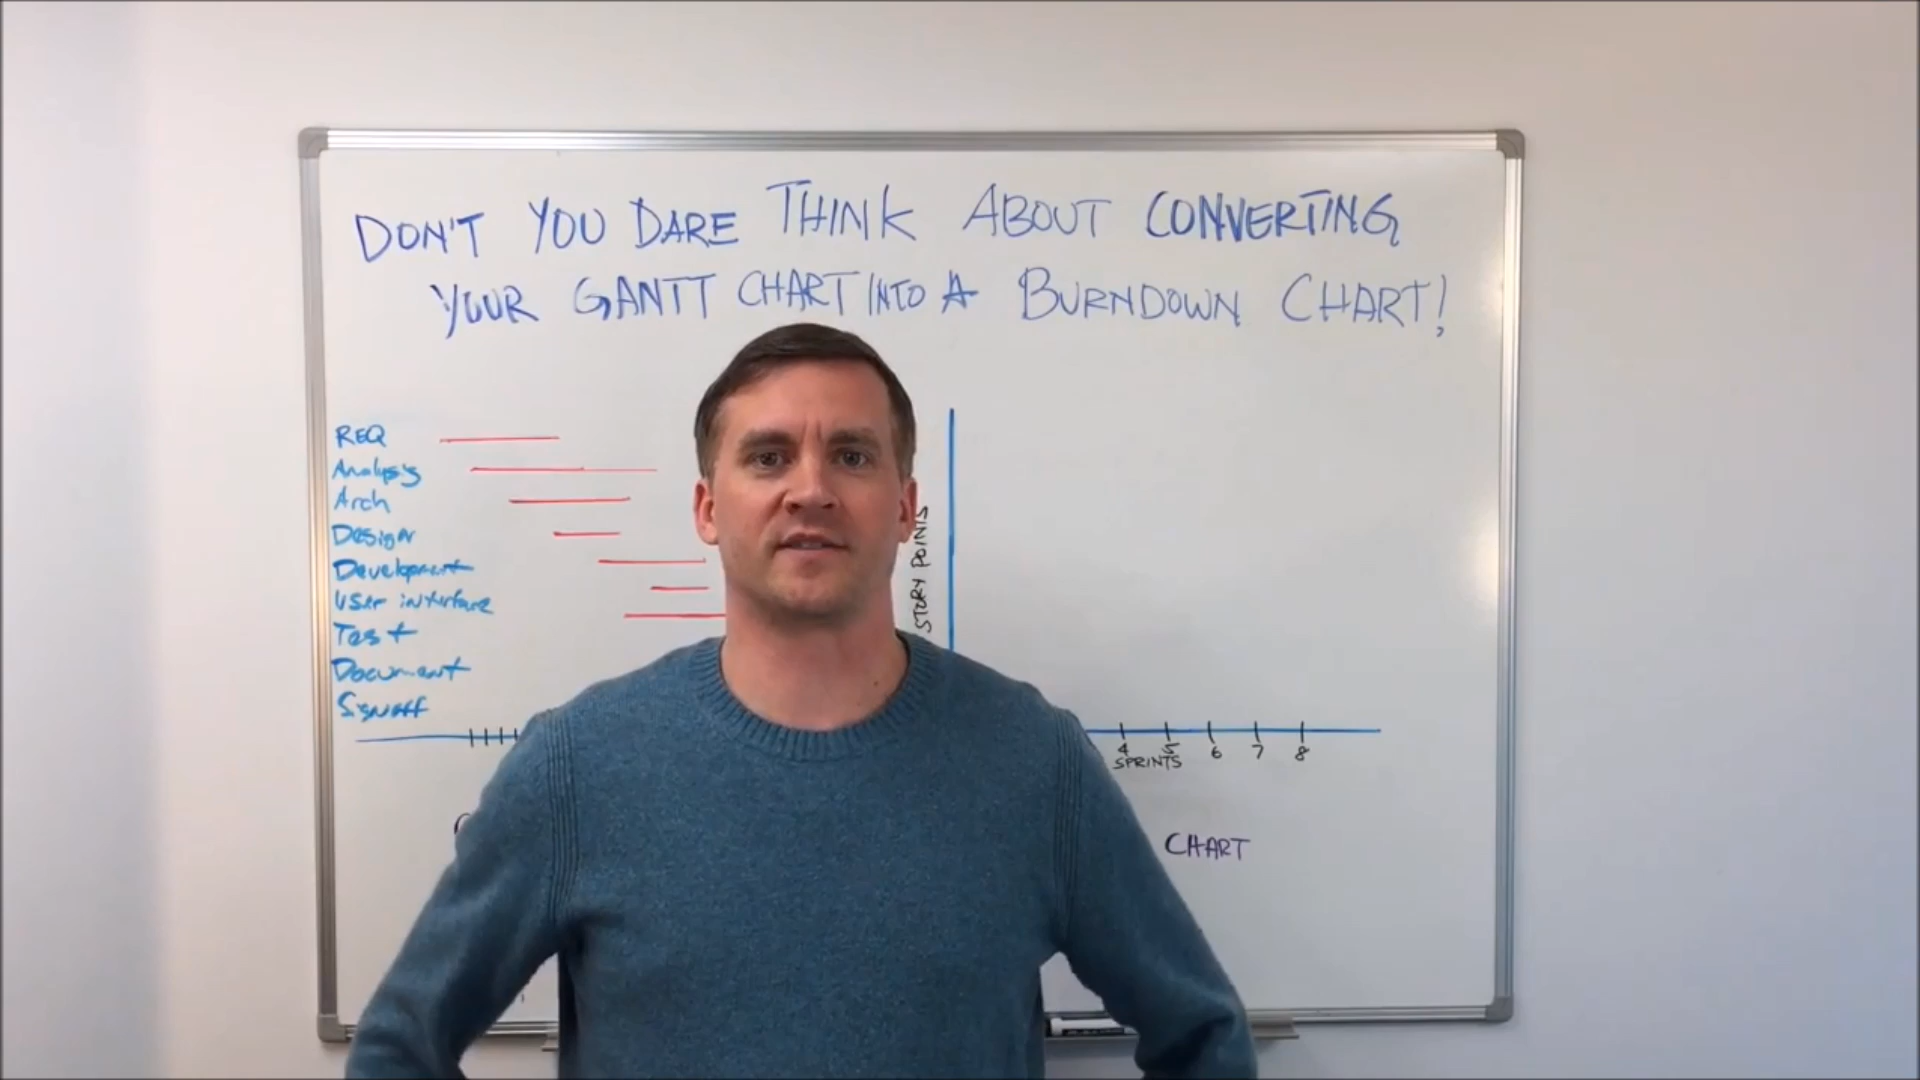 DON'T YOU DARE THINK ABOUT CONVERTING
YOUR GANTT CHART INTO A BURNDOWN CHART!
REQ
Analysis
Arch
Design
Development
User interface
Test
Document
Signoff
STORY POINTS
4 5 6 7 8
SPRINTS
CHART